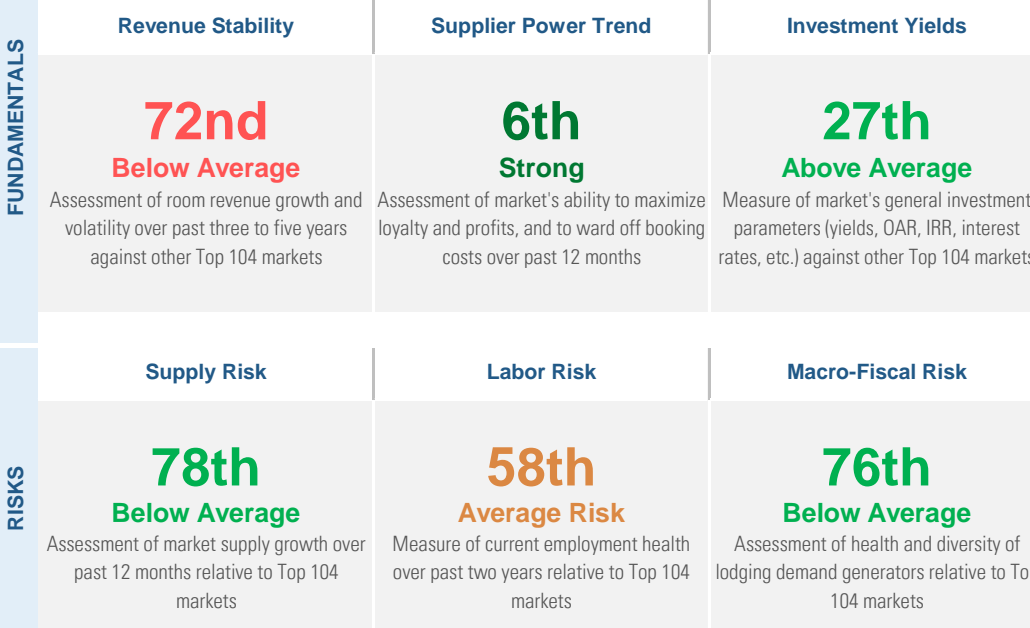 FUNDAMENTALS
Revenue Stability
Supplier Power Trend
Investment Yields
72nd
Below Average
Assessment of room revenue growth and
volatility over past three to five years
against other Top 104 markets
6th
Strong
Assessment of market's ability to maximize
loyalty and profits, and to ward off booking
costs over past 12 months
27th
Above Average
Measure of market's general investment
parameters (yields, OAR, IRR, interest
rates, etc.) against other Top 104 markets
RISKS
Supply Risk
Labor Risk
Macro-Fiscal Risk
78th
Below Average
Assessment of market supply growth over
past 12 months relative to Top 104
markets
58th
Average Risk
Measure of current employment health
over past two years relative to Top 104
markets
76th
Below Average
Assessment of health and diversity of
lodging demand generators relative to To
104 markets